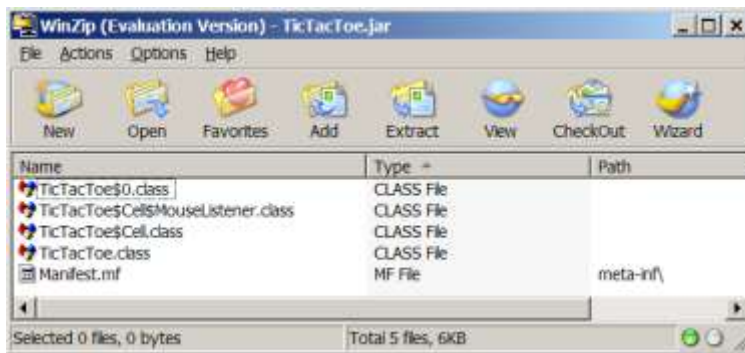 WinZip (Evaluation Version) - TicTacToe.jar
File Actions Options Help
New Open Favorites Add Extract View CheckOut Wizard
Name Type Path
TicTacToe$0.class CLASS File
TicTacToe$Cell$MouseListener.class CLASS File
TicTacToe$Cell.class CLASS File
TicTacToe.class CLASS File
Manifest.mf MF File meta-inf\
Selected 0 files, 0 bytes Total 5 files, 6KB